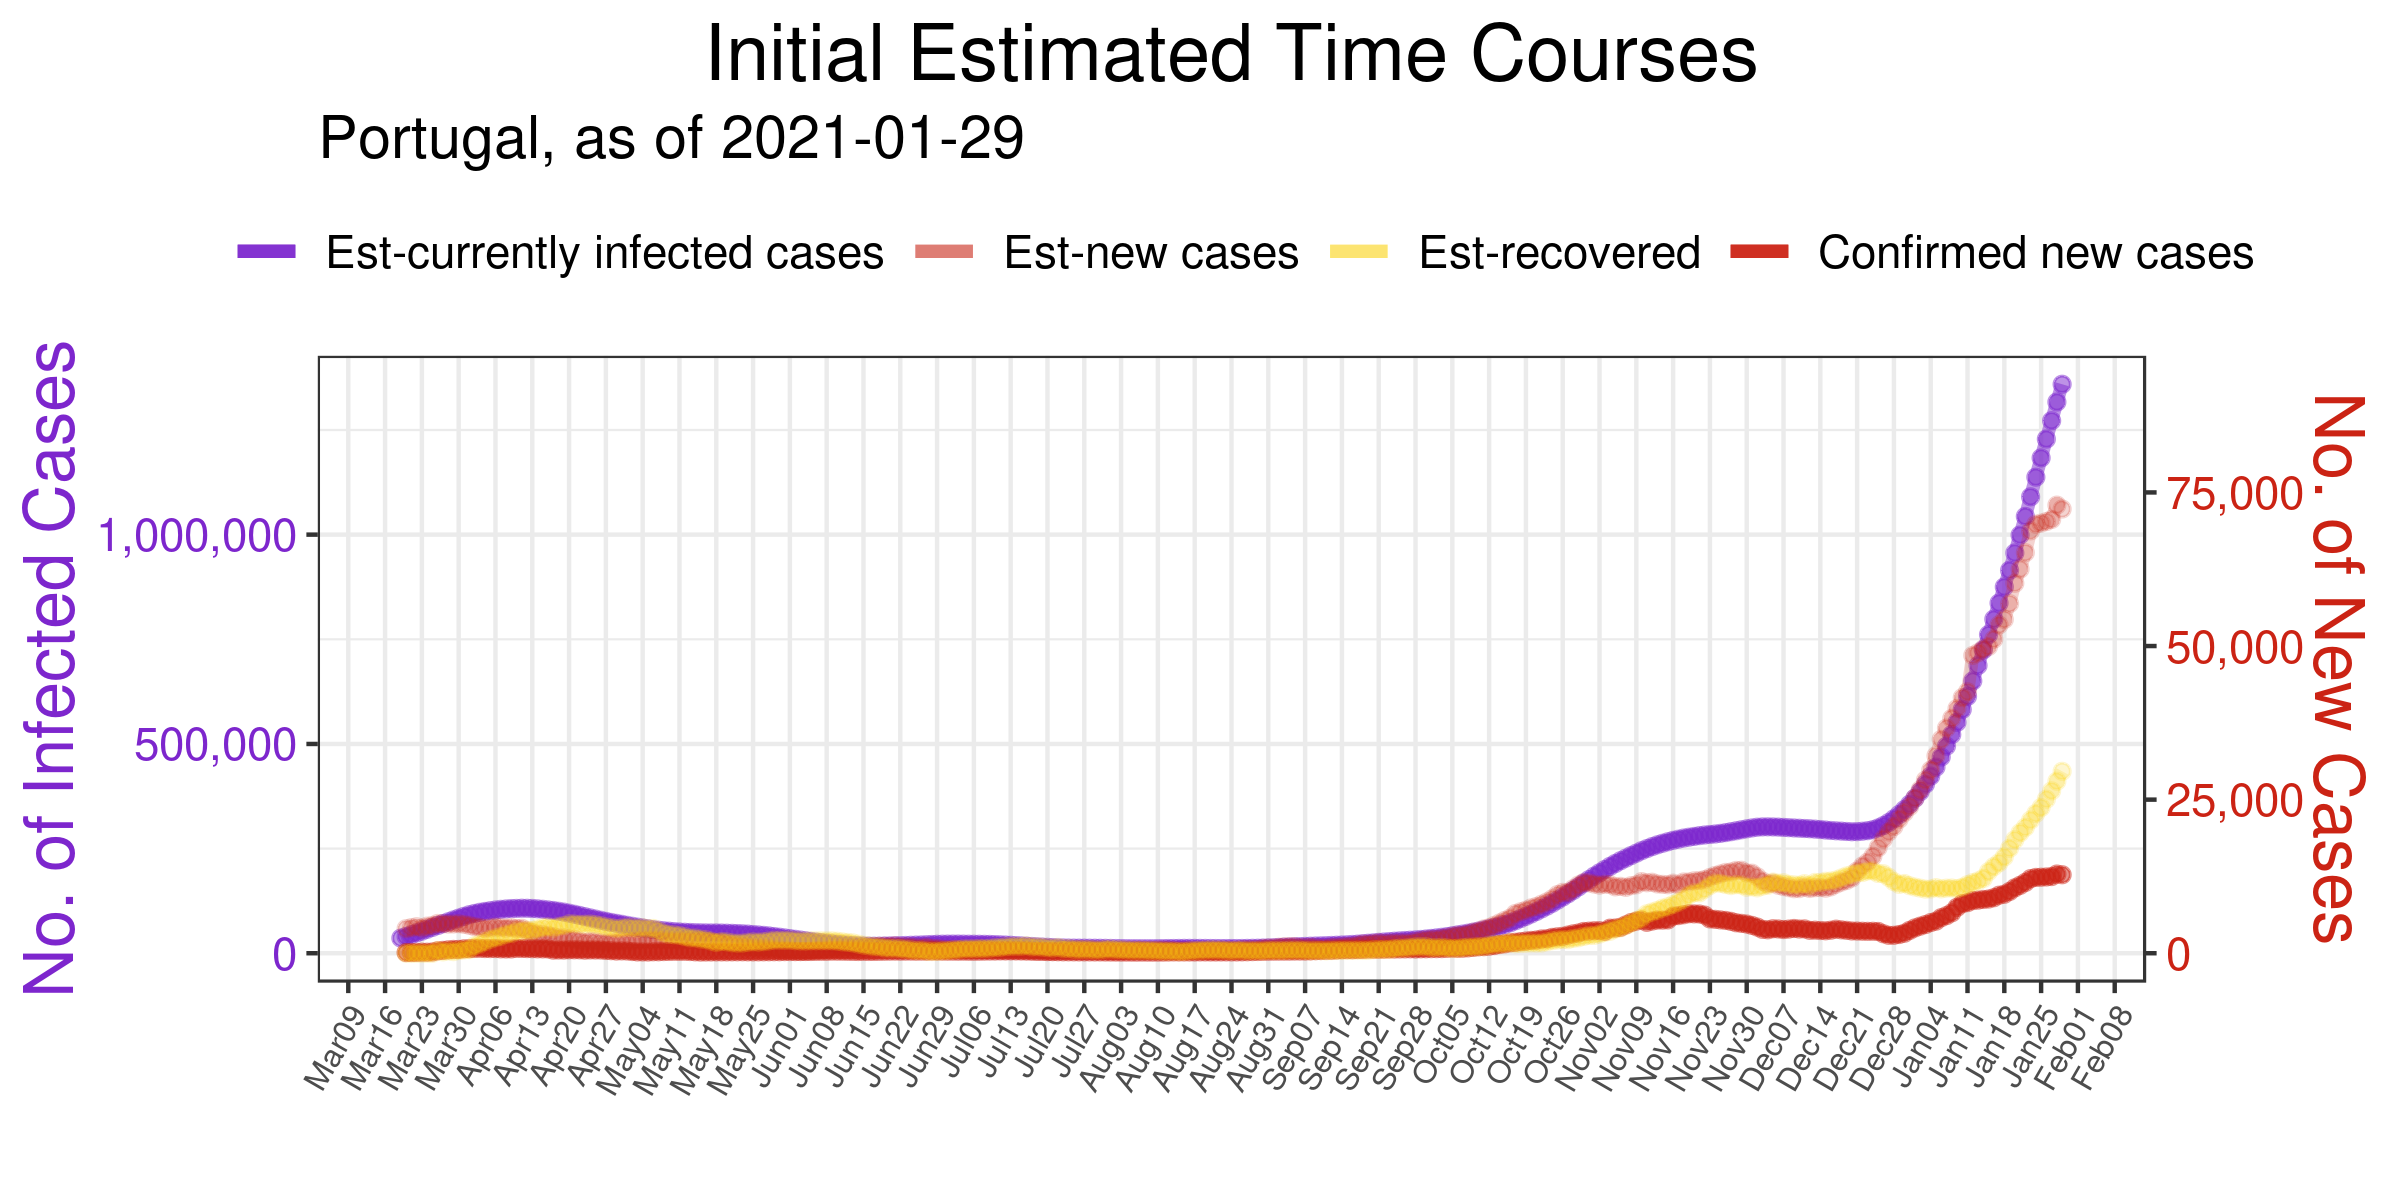 Initial Estimated Time Courses
Portugal, as of 2021-01-29
Est-currently infected cases
Est-new cases
Est-recovered
Confirmed new cases
No. of Infected Cases
1,000,000
500,000
0
No. of New Cases
75,000
50,000
25,000
0
Mar09
Mar16
Mar23
Mar30
Apr06
Apr13
Apr20
Apr27
May04
May11
May18
May25
Jun01
Jun08
Jun15
Jun22
Jun29
Jul06
Jul13
Jul20
Jul27
Aug03
Aug10
Aug17
Aug24
Aug31
Sep07
Sep14
Sep21
Sep28
Oct05
Oct12
Oct19
Oct26
Nov02
Nov09
Nov16
Nov23
Nov30
Dec07
Dec14
Dec21
Dec28
Jan04
Jan11
Jan18
Jan25
Feb01
Feb08